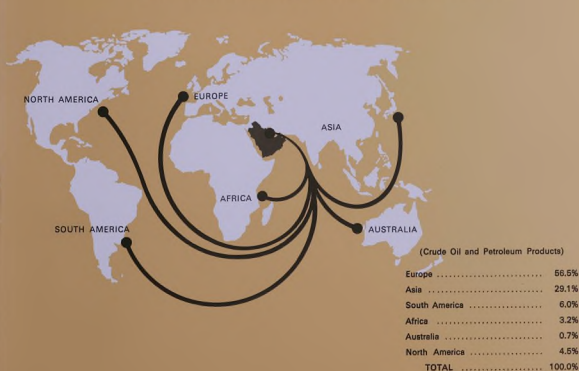 NORTH AMERICA
EUROPE
ASIA
AFRICA
SOUTH AMERICA
AUSTRALIA
(Crude Oil and Petroleum Products)
Europe .......................... 56.5%
Asia ............................ 29.1%
South America ................... 6.0%
Africa .......................... 3.2%
Australia ....................... 0.7%
North America ................... 4.5%
TOTAL ................... 100.0%